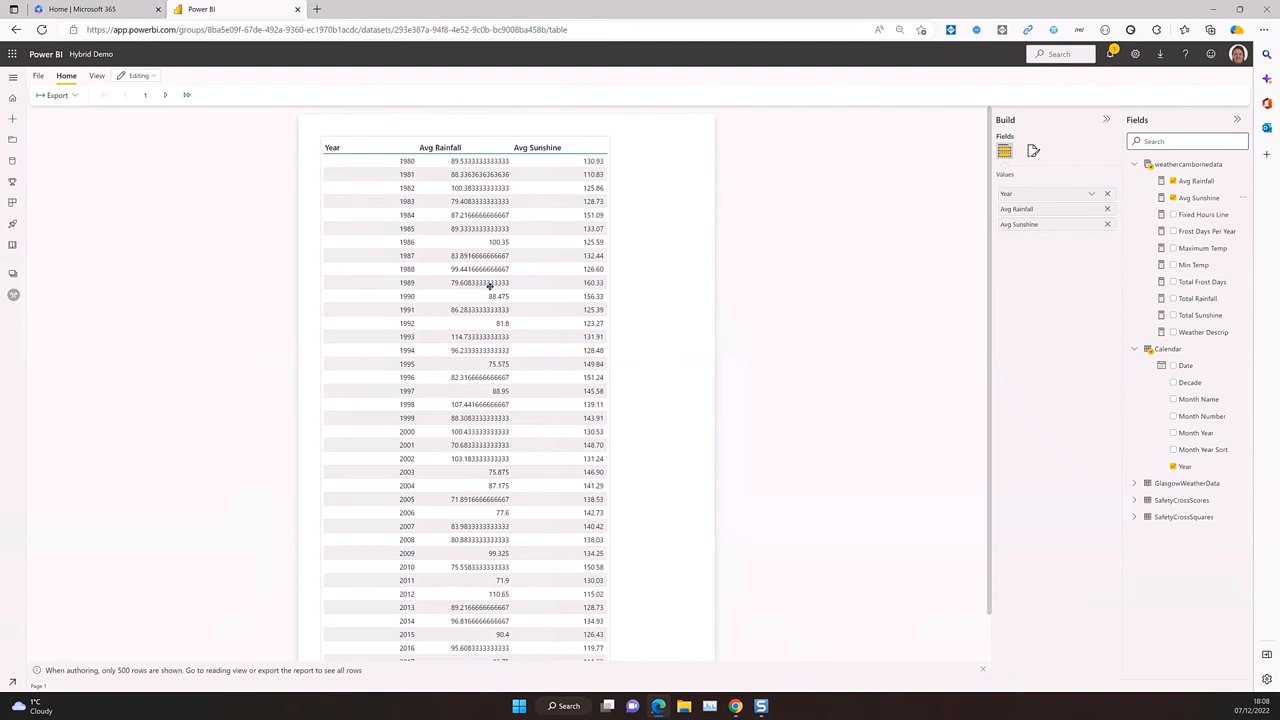 Home | Microsoft 365
Power BI
https://app.powerbi.com/groups/8ba5e09f-67de-492a-9360-ec1970b1acdc/datasets/293e387a-94f8-4e52-9c0b-bc9008ba458b/table
Power BI Hybrid Demo
Search
1
File Home View Editing
Export 1
Year Avg Rainfall Avg Sunshine
1980 89.5333333333333 130.93
1981 88.3363636363636 110.83
1982 100.383333333333 125.86
1983 79.4083333333333 128.73
1984 87.2166666666667 151.09
1985 89.3333333333333 133.07
1986 100.35 125.59
1987 83.8916666666667 132.44
1988 99.4416666666667 126.60
1989 79.6083333333333 160.33
1990 88.475 156.33
1991 86.2833333333333 125.39
1992 81.8 123.27
1993 114.733333333333 131.91
1994 96.2333333333333 128.48
1995 75.575 149.84
1996 82.3166666666667 151.24
1997 88.95 145.58
1998 107.441666666667 139.11
1999 88.3083333333333 143.91
2000 100.433333333333 130.53
2001 70.6833333333333 148.70
2002 103.183333333333 131.24
2003 75.875 146.90
2004 87.175 141.29
2005 71.8916666666667 138.53
2006 77.6 142.73
2007 83.9833333333333 140.42
2008 80.8833333333333 138.03
2009 99.325 134.25
2010 75.5583333333333 150.58
2011 71.9 130.03
2012 110.65 115.02
2013 89.2166666666667 128.73
2014 96.8166666666667 134.93
2015 90.4 126.43
2016 95.6083333333333 119.77
Build
Fields
Values
Year
Avg Rainfall
Avg Sunshine
Fields
Search
weathercambornedata
Avg Rainfall
Avg Sunshine
Fixed Hours Line
Frost Days Per Year
Maximum Temp
Min Temp
Total Frost Days
Total Rainfall
Total Sunshine
Weather Descrip
Calendar
Date
Decade
Month Name
Month Number
Month Year
Month Year Sort
Year
GlasgowWeatherData
SafetyCrossScores
SafetyCrossSquares
When authoring, only 500 rows are shown. Go to reading view or export the report to see all rows
Page 1
1°C
Cloudy
Search
18:08
07/12/2022